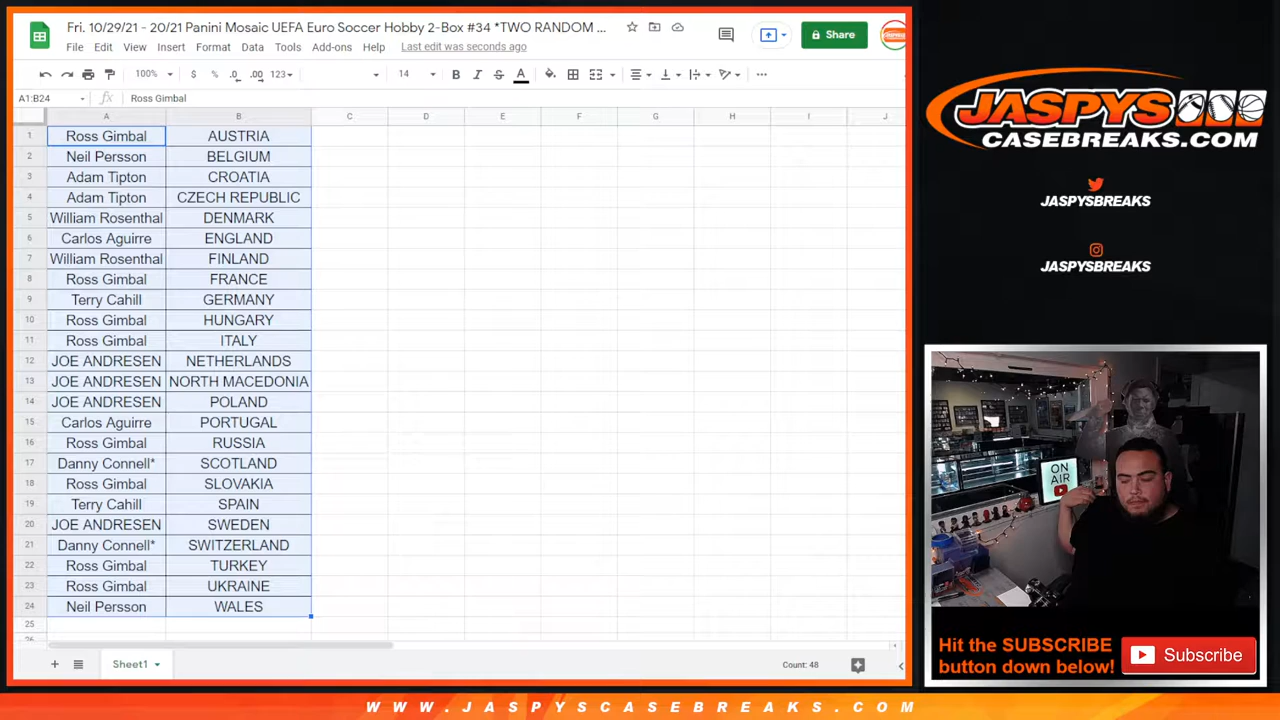 Fri. 10/29/21 - 20/21 Panini Mosaic UEFA Euro Soccer Hobby 2-Box #34 *TWO RANDOM ...
File Edit View Insert Format Data Tools Add-ons Help Last edit was seconds ago
Share
100% $ % .0 .00 123 14 B I S A
A1:B24 fx Ross Gimbal
A B C D E F G H I J
1 Ross Gimbal AUSTRIA
2 Neil Persson BELGIUM
3 Adam Tipton CROATIA
4 Adam Tipton CZECH REPUBLIC
5 William Rosenthal DENMARK
6 Carlos Aguirre ENGLAND
7 William Rosenthal FINLAND
8 Ross Gimbal FRANCE
9 Terry Cahill GERMANY
10 Ross Gimbal HUNGARY
11 Ross Gimbal ITALY
12 JOE ANDRESEN NETHERLANDS
13 JOE ANDRESEN NORTH MACEDONIA
14 JOE ANDRESEN POLAND
15 Carlos Aguirre PORTUGAL
16 Ross Gimbal RUSSIA
17 Danny Connell* SCOTLAND
18 Ross Gimbal SLOVAKIA
19 Terry Cahill SPAIN
20 JOE ANDRESEN SWEDEN
21 Danny Connell* SWITZERLAND
22 Ross Gimbal TURKEY
23 Ross Gimbal UKRAINE
24 Neil Persson WALES
25
26
Sheet1
Count: 48
JASPYS
CASEBREAKS.COM
JASPYSBREAKS
JASPYSBREAKS
ON
AIR
Hit the SUBSCRIBE
button down below!
Subscribe
WWW.JASPYSCASEBREAKS.COM